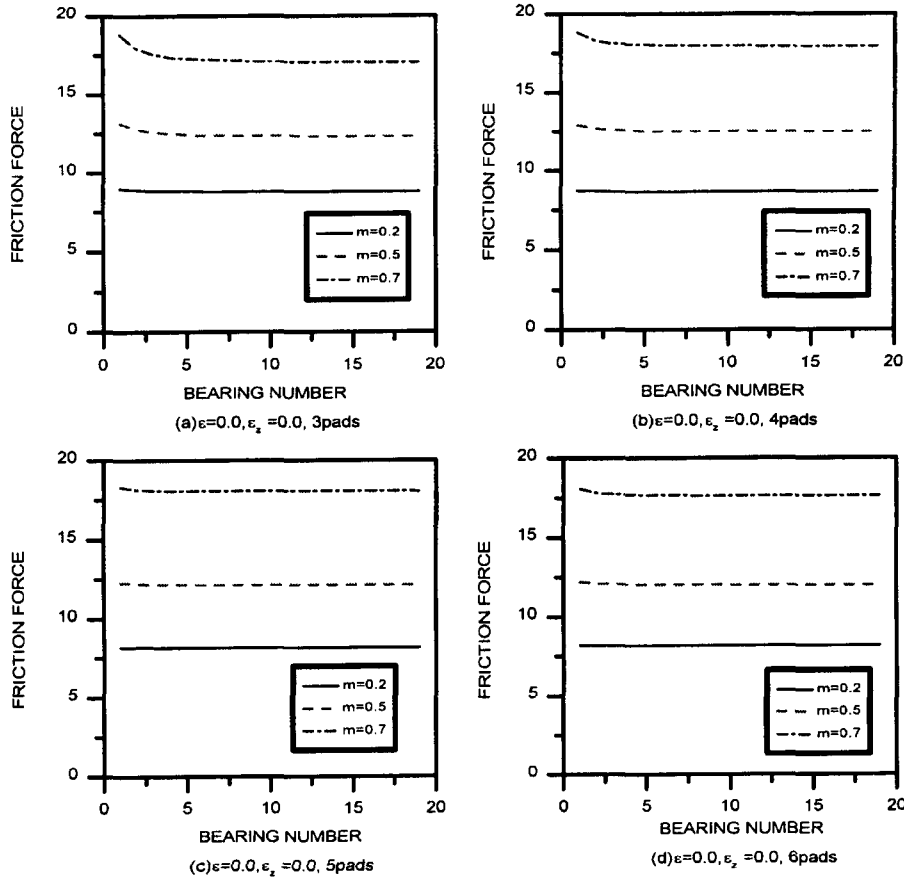 20
15
10
5
0
FRICTION FORCE
m=0.2
m=0.5
m=0.7
0 5 10 15 20
BEARING NUMBER
(a)ε=0.0,ε_z =0.0, 3pads
20
15
10
5
0
FRICTION FORCE
m=0.2
m=0.5
m=0.7
0 5 10 15 20
BEARING NUMBER
(b)ε=0.0,ε_z =0.0, 4pads
20
15
10
5
0
FRICTION FORCE
m=0.2
m=0.5
m=0.7
0 5 10 15 20
BEARING NUMBER
(c)ε=0.0,ε_z =0.0, 5pads
20
15
10
5
0
FRICTION FORCE
m=0.2
m=0.5
m=0.7
0 5 10 15 20
BEARING NUMBER
(d)ε=0.0,ε_z =0.0, 6pads